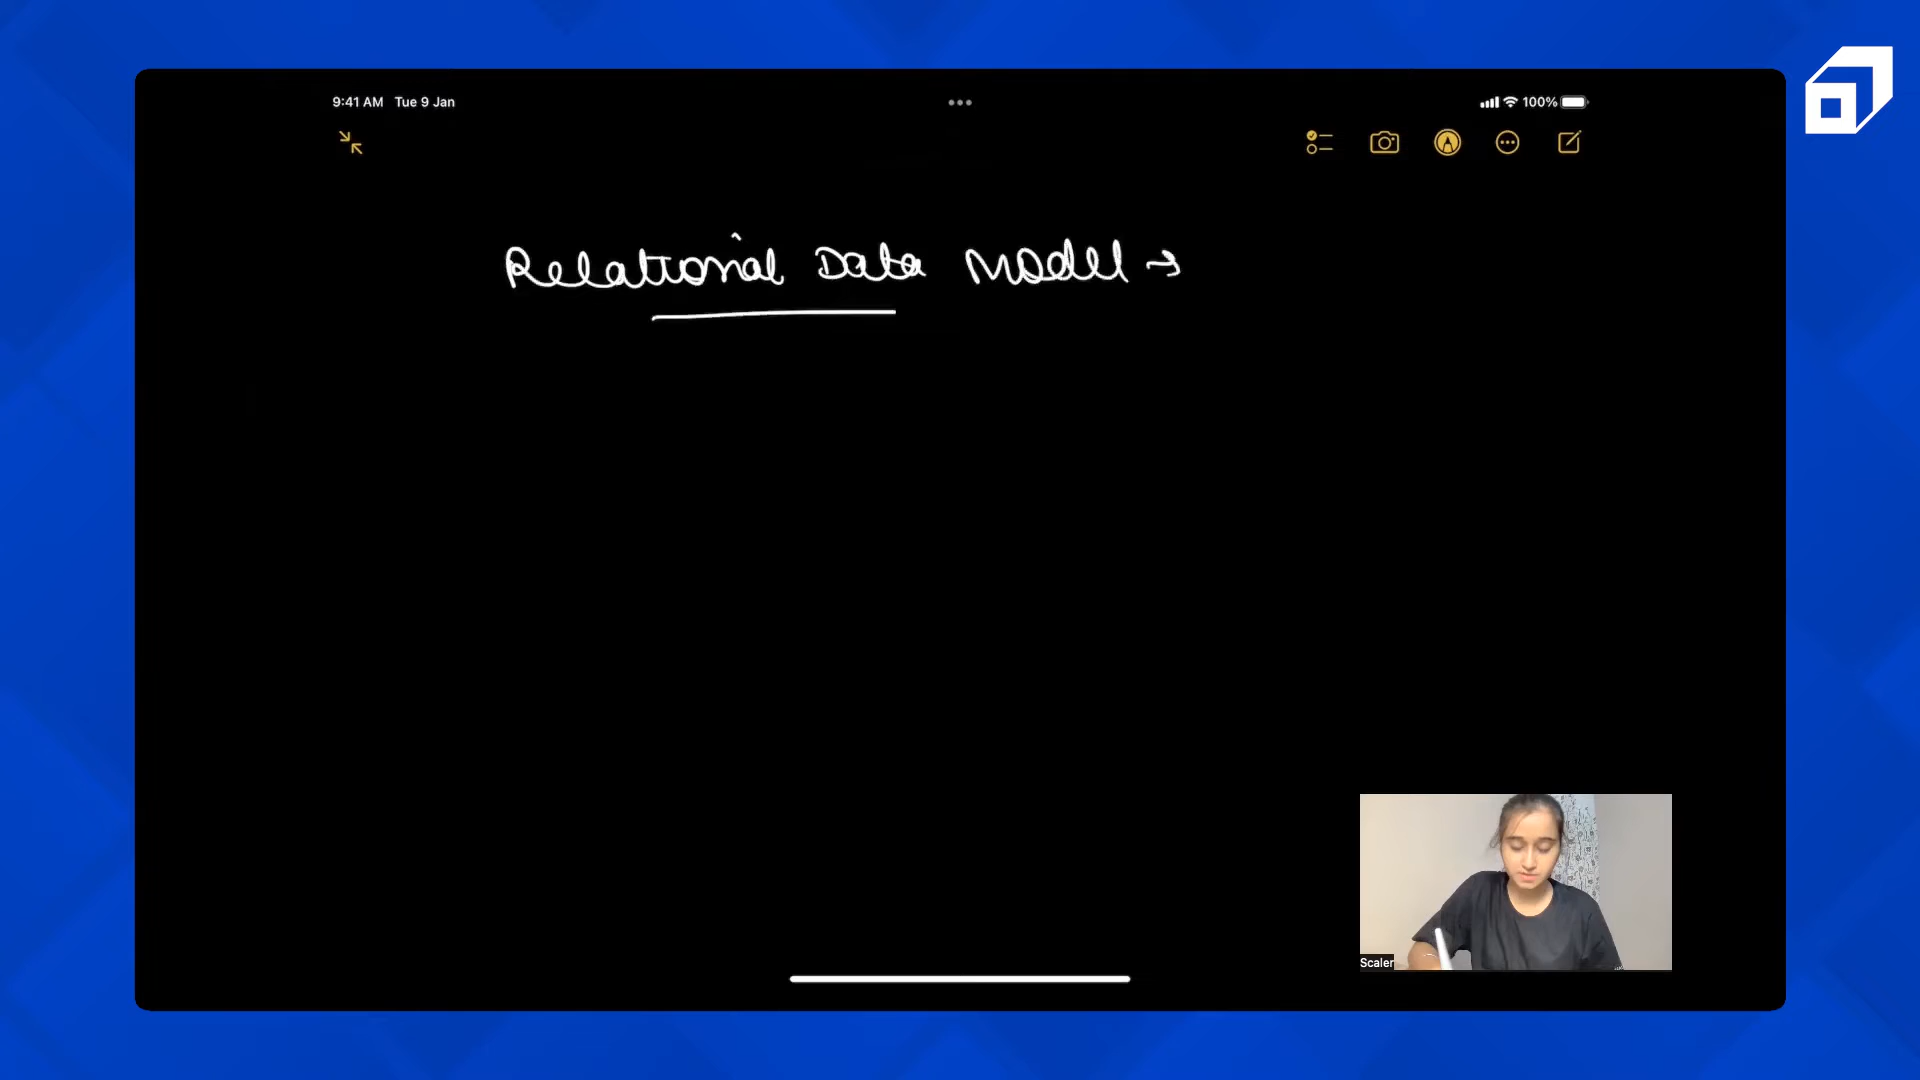 9:41 AM Tue 9 Jan
100%
Relational Data Model →
Scaler